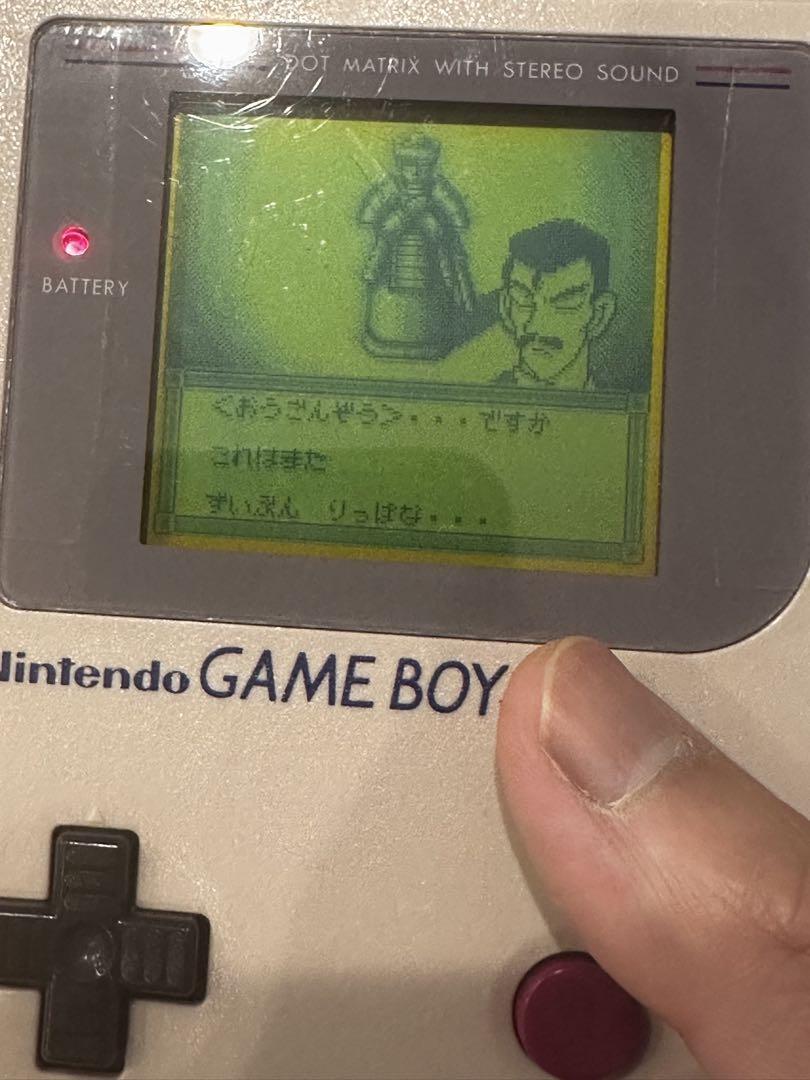 DOT MATRIX WITH STEREO SOUND
BATTERY
<おうごんぞう>・・・ですか
これはまた
ずいぶん りっぱな・・・
Nintendo GAME BOY